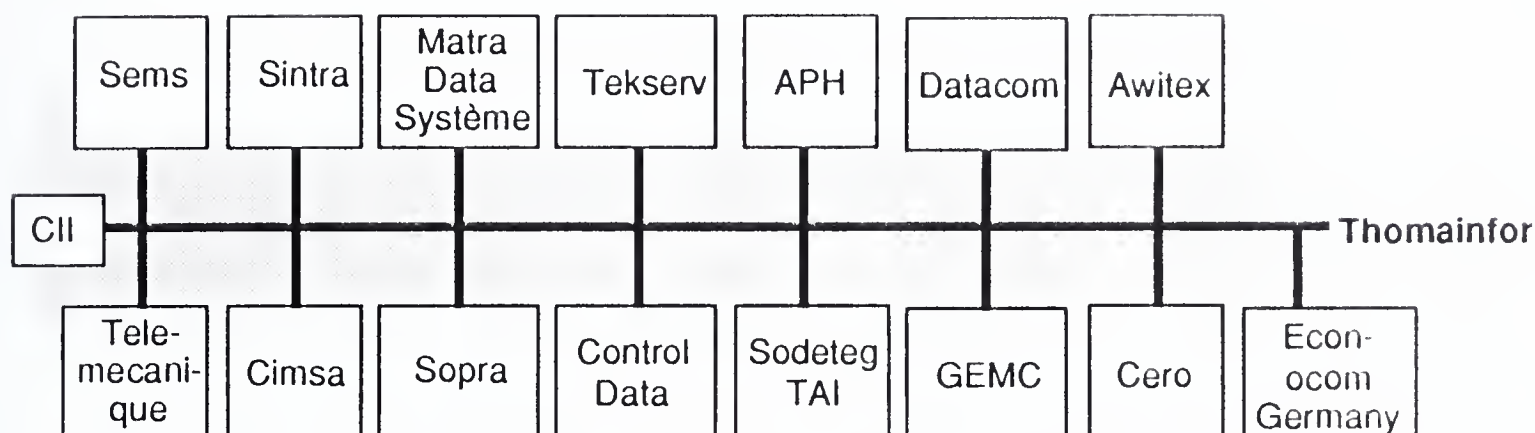 Sems
Sintra
Matra
Data
Système
Tekserv
APH
Datacom
Awitex
CII
Thomainfor
Tele-
mecani-
que
Cimsa
Sopra
Control
Data
Sodeteg
TAI
GEMC
Cero
Econ-
ocom
Germany